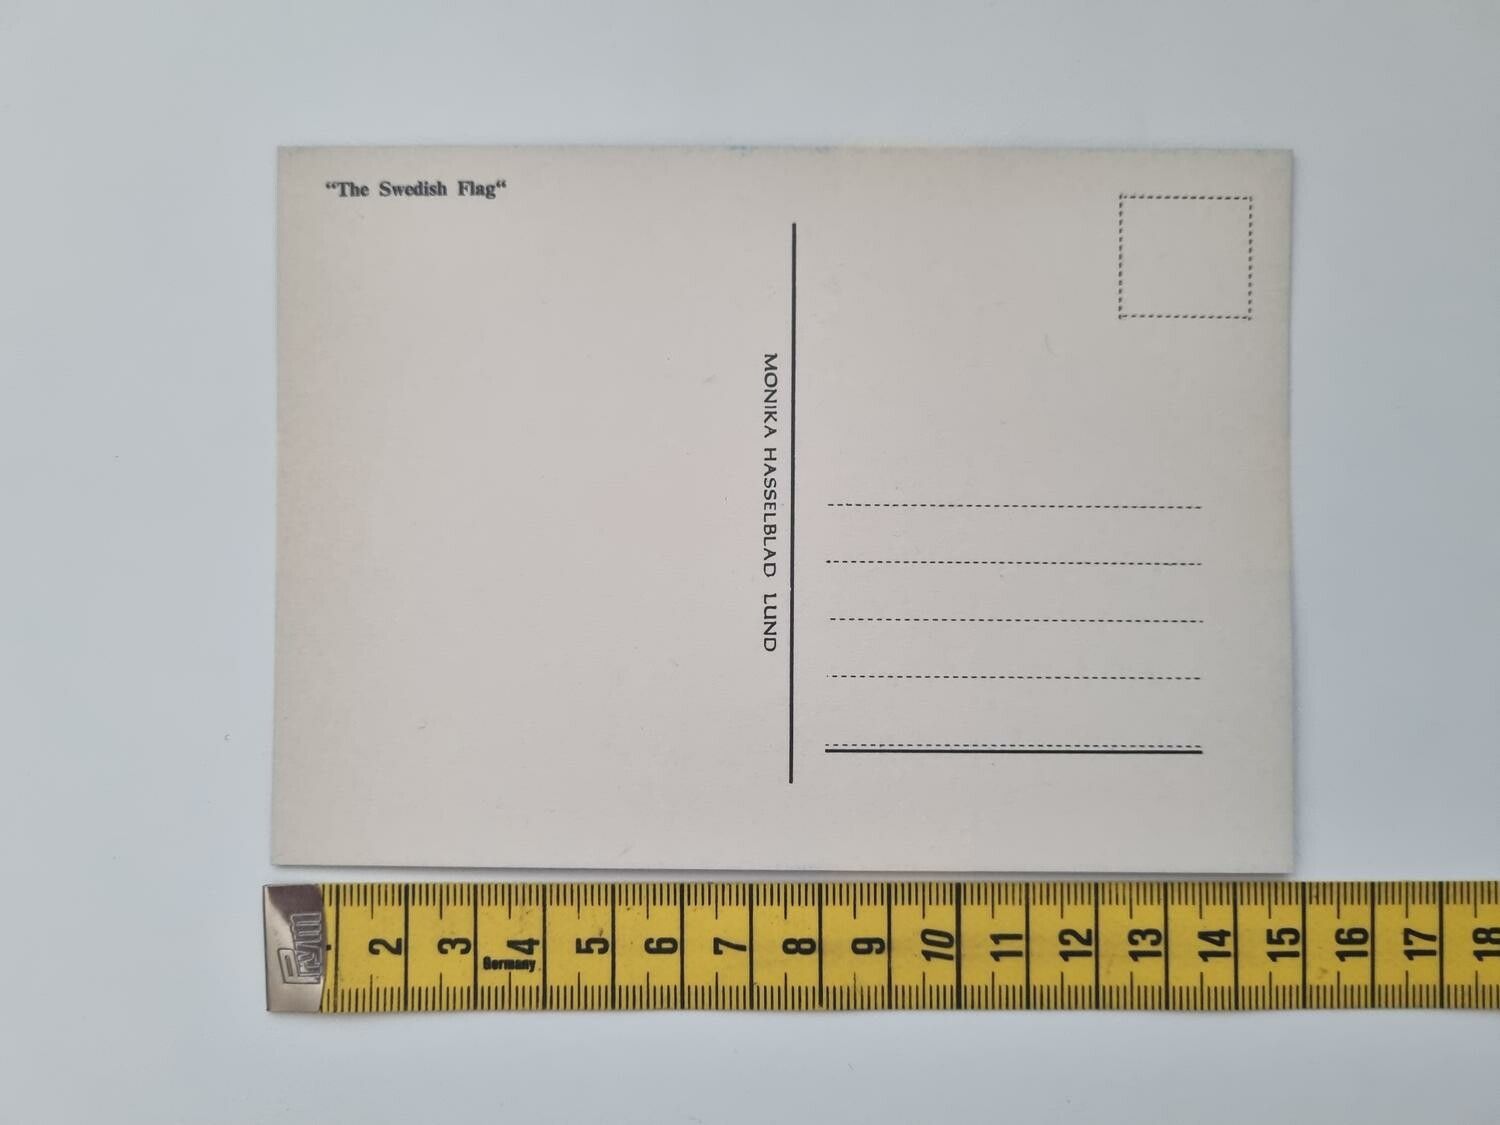 “The Swedish Flag“
MONIKA HASSELBLAD LUND
Prym
2 3 4 5 6 7 8 9 10 11 12 13 14 15 16 17 18
Germany